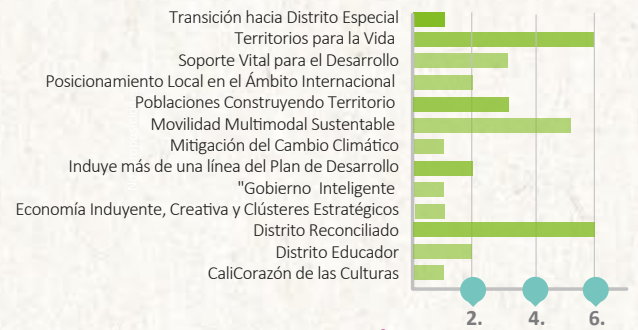 Transición hacia Distrito Especial
Territorios para la Vida
Soporte Vital para el Desarrollo
Posicionamiento Local en el Ámbito Internacional
Poblaciones Construyendo Territorio
Movilidad Multimodal Sustentable
Mitigación del Cambio Climático
Induye más de una línea del Plan de Desarrollo
"Gobierno Inteligente
Economía Induyente, Creativa y Clústeres Estratégicos
Distrito Reconciliado
Distrito Educador
CaliCorazón de las Culturas
2. 4. 6.